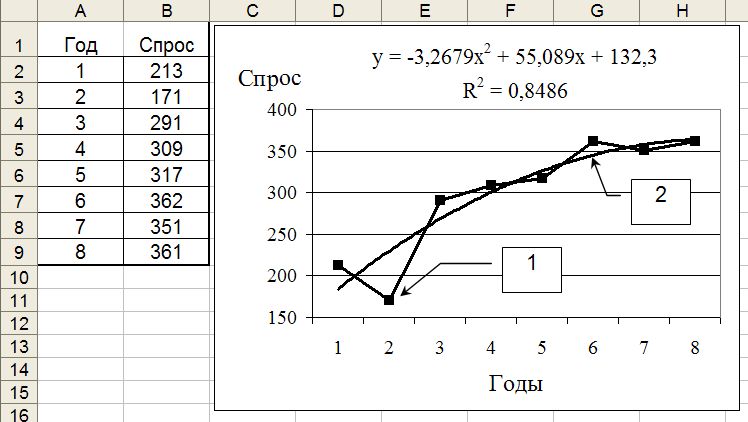 A B C D E F G H
1 Год Спрос
2 1 213
3 2 171
4 3 291
5 4 309
6 5 317
7 6 362
8 7 351
9 8 361
10
11
12
13
14
15
16
y = -3,2679x² + 55,089x + 132,3
R² = 0,8486
Спрос
400
350
300
250
200
150
2
1
1 2 3 4 5 6 7 8
Годы